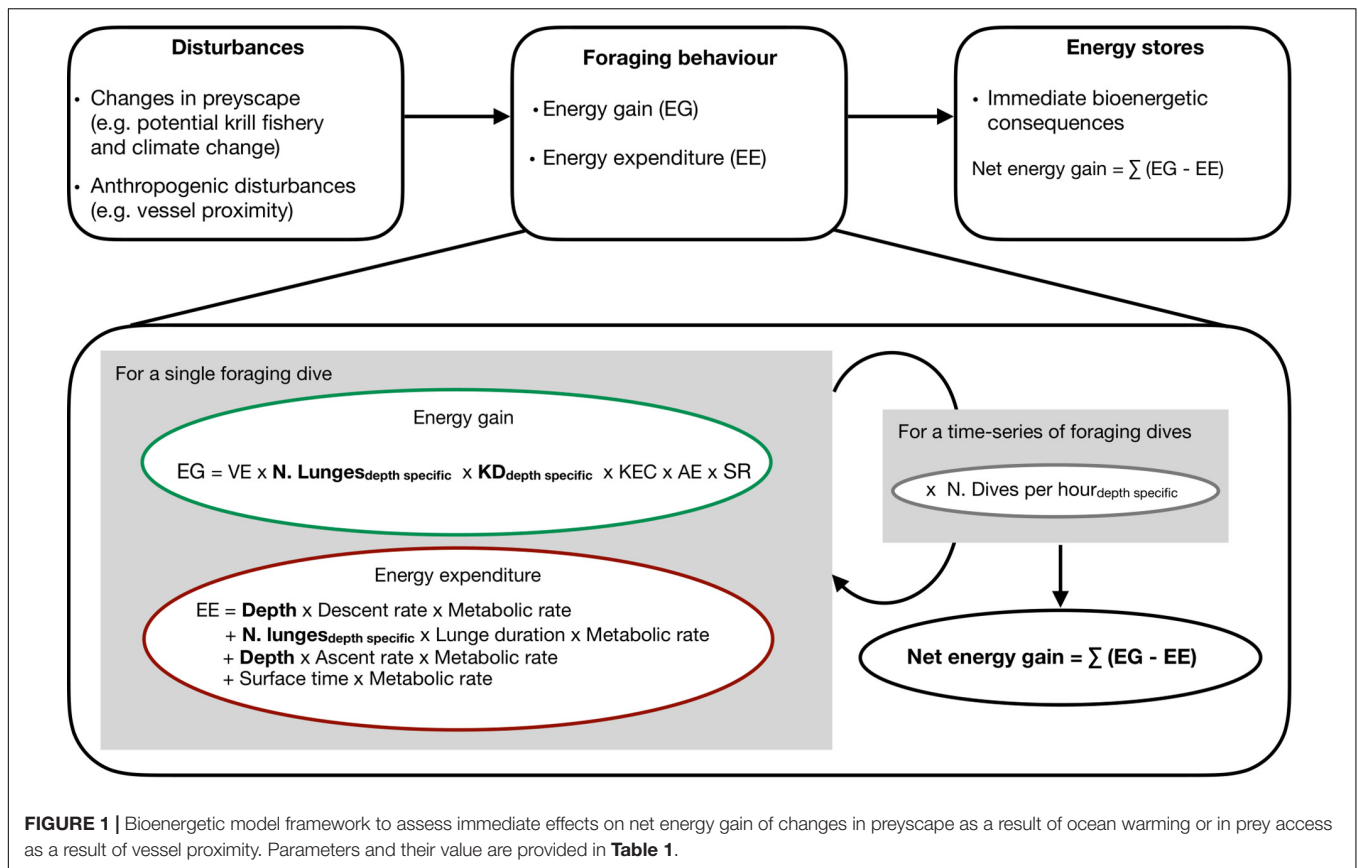 Disturbances
• Changes in preyscape
(e.g. potential krill fishery
and climate change)
• Anthropogenic disturbances
(e.g. vessel proximity)
Foraging behaviour
• Energy gain (EG)
• Energy expenditure (EE)
Energy stores
• Immediate bioenergetic
consequences
Net energy gain = ∑ (EG - EE)
For a single foraging dive
Energy gain
EG = VE x N. Lunges depth specific x KD depth specific x KEC x AE x SR
Energy expenditure
EE = Depth x Descent rate x Metabolic rate
+ N. lunges depth specific x Lunge duration x Metabolic rate
+ Depth x Ascent rate x Metabolic rate
+ Surface time x Metabolic rate
For a time-series of foraging dives
x N. Dives per hour depth specific
Net energy gain = ∑ (EG - EE)
FIGURE 1 | Bioenergetic model framework to assess immediate effects on net energy gain of changes in preyscape as a result of ocean warming or in prey access
as a result of vessel proximity. Parameters and their value are provided in Table 1.